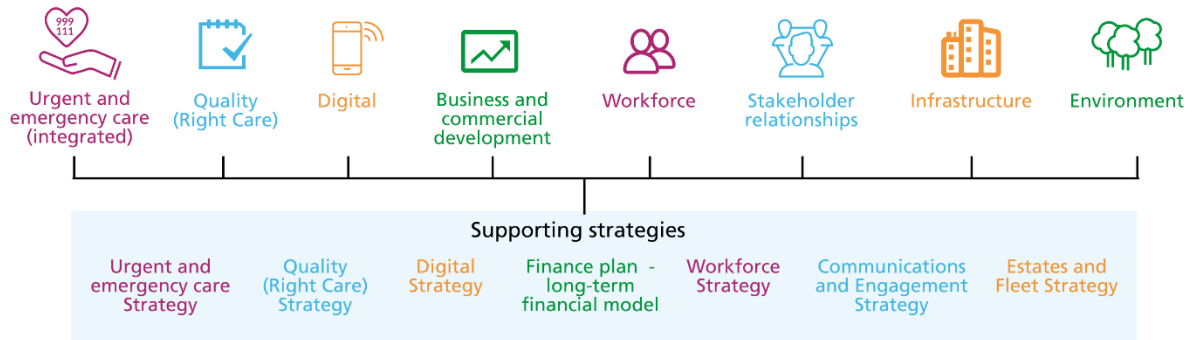 999
111
Urgent and
emergency care
(integrated)
Quality
(Right Care)
Digital
Business and
commercial
development
Workforce
Stakeholder
relationships
Infrastructure
Environment
Supporting strategies
Urgent and
emergency care
Strategy
Quality
(Right Care)
Strategy
Digital
Strategy
Finance plan -
long-term
financial model
Workforce
Strategy
Communications
and Engagement
Strategy
Estates and
Fleet Strategy